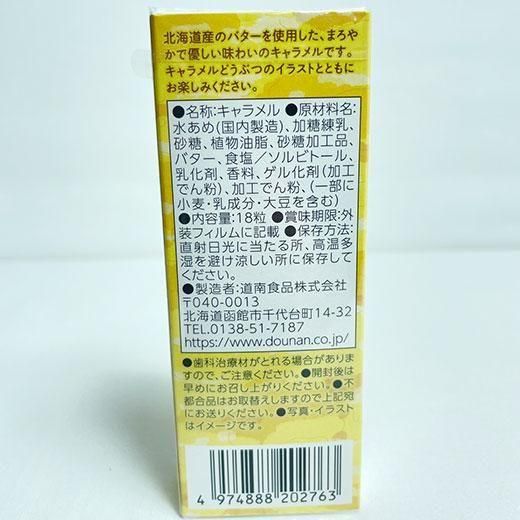 北海道産のバターを使用した、まろや
かで優しい味わいのキャラメルです。
キャラメルどうぶつのイラストとともに
お楽しみください。
●名称:キャラメル ●原材料名:
水あめ(国内製造)、加糖練乳、
砂糖、植物油脂、砂糖加工品、
バター、食塩／ソルビトール、
乳化剤、香料、ゲル化剤(加工
でん粉)、加工でん粉、(一部に
小麦・乳成分・大豆を含む)
●内容量:18粒 ●賞味期限:外
装フィルムに記載 ●保存方法:
直射日光に当たる所、高温多
湿を避け涼しい所に保存して
ください。
●製造者:道南食品株式会社
〒040-0013
北海道函館市千代台町14-32
TEL.0138-51-7187
https://www.dounan.co.jp/
●歯科治療材がとれる場合がありま
すので、ご注意ください。●開封後は
早めにお召し上がりください。●不
都合品はお取替えしますので上記宛
にお送りください。●写真・イラスト
はイメージです。
4 974888 202763